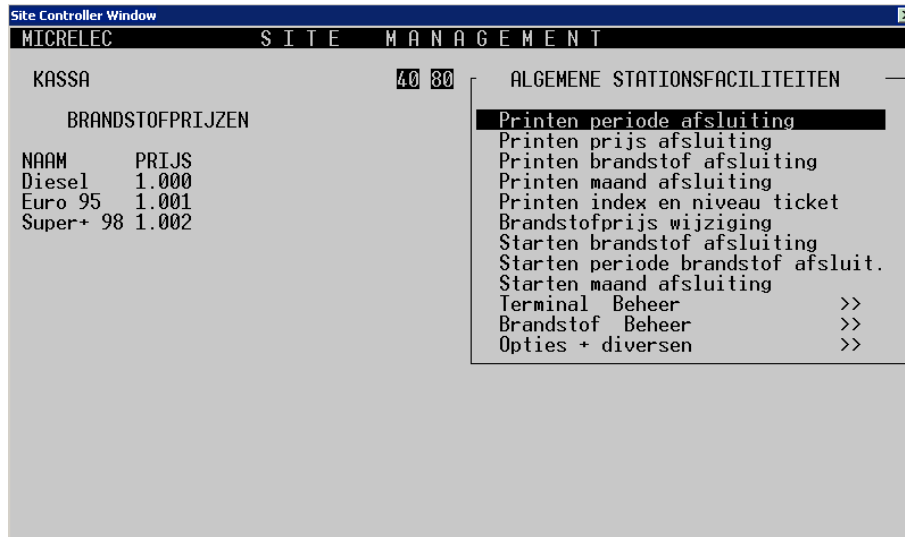 Site Controller Window
MICRELEC SITE MANAGEMENT
KASSA 40 80
BRANDSTOFPRIJZEN
NAAM PRIJS
Diesel 1.000
Euro 95 1.001
Super+ 98 1.002
ALGEMENE STATIONSFACILITEITEN
Printen periode afsluiting
Printen prijs afsluiting
Printen brandstof afsluiting
Printen maand afsluiting
Printen index en niveau ticket
Brandstofprijs wijziging
Starten brandstof afsluiting
Starten periode brandstof afsluit.
Starten maand afsluiting
Terminal Beheer >>
Brandstof Beheer >>
Opties + diversen >>